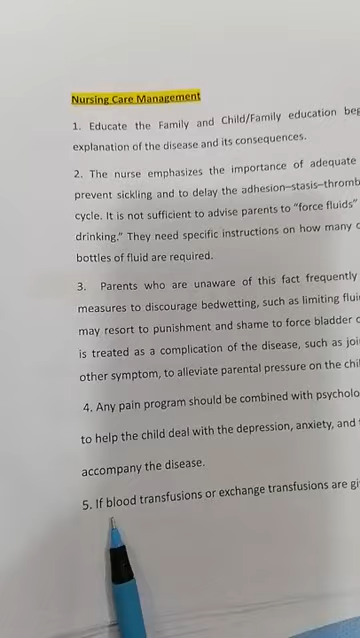 Nursing Care Management
1. Educate the Family and Child/Family education
explanation of the disease and its consequences.
2. The nurse emphasizes the importance of adequate
prevent sickling and to delay the adhesion–stasis–thromb
cycle. It is not sufficient to advise parents to “force fluids”
drinking.” They need specific instructions on how many
bottles of fluid are required.
3. Parents who are unaware of this fact frequently
measures to discourage bedwetting, such as limiting flui
may resort to punishment and shame to force bladder
is treated as a complication of the disease, such as joi
other symptom, to alleviate parental pressure on the chi
4. Any pain program should be combined with psycholo
to help the child deal with the depression, anxiety, and
accompany the disease.
5. If blood transfusions or exchange transfusions are gi